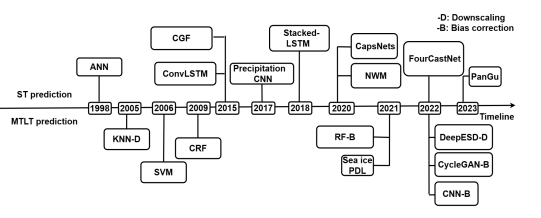 -D: Downscaling
-B: Bias correction
CGF
Stacked-
LSTM
CapsNets
FourCastNet
ANN
ConvLSTM
Precipitation
CNN
NWM
PanGu
ST prediction
1998
2005
2006
2009
2015
2017
2018
2020
2021
2022
2023
Timeline
MTLT prediction
KNN-D
SVM
CRF
RF-B
Sea ice
PDL
DeepESD-D
CycleGAN-B
CNN-B